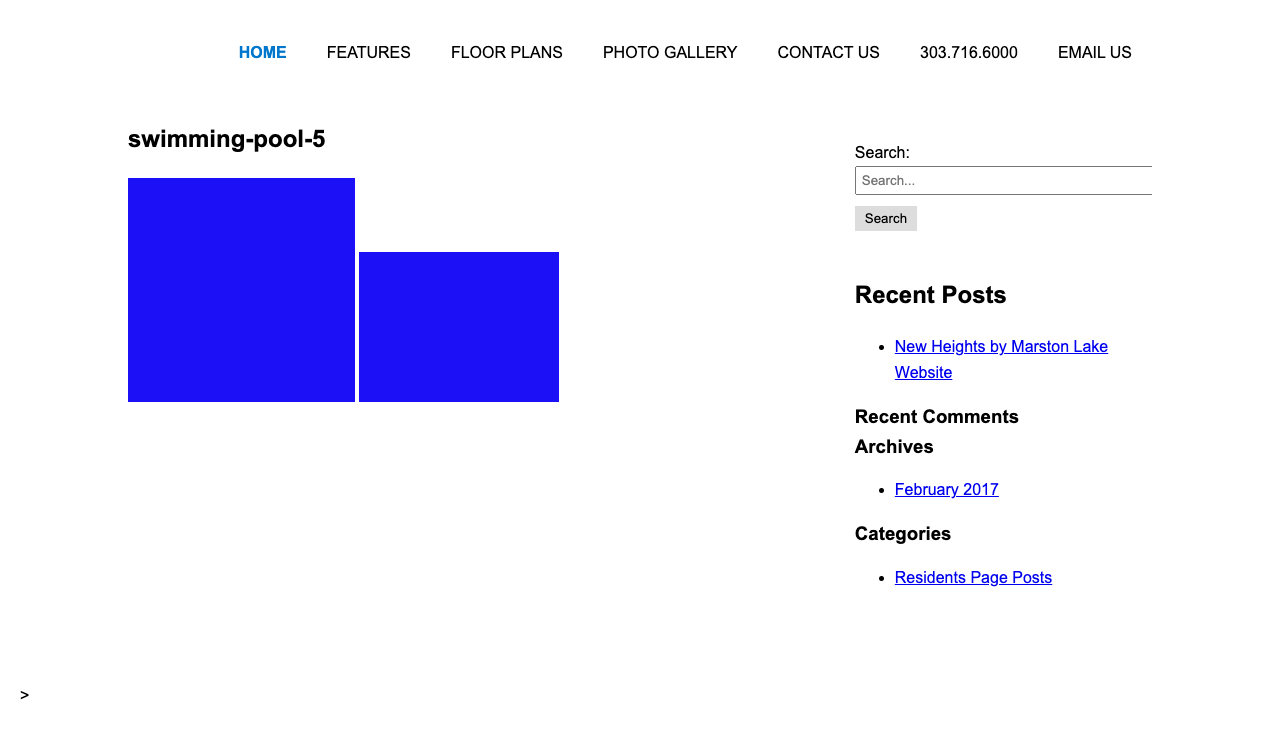 HOME FEATURES FLOOR PLANS PHOTO GALLERY CONTACT US 303.716.6000 EMAIL US
swimming-pool-5
Search:
Search...
Search
Recent Posts
New Heights by Marston Lake
Website
Recent Comments
Archives
February 2017
Categories
Residents Page Posts
>